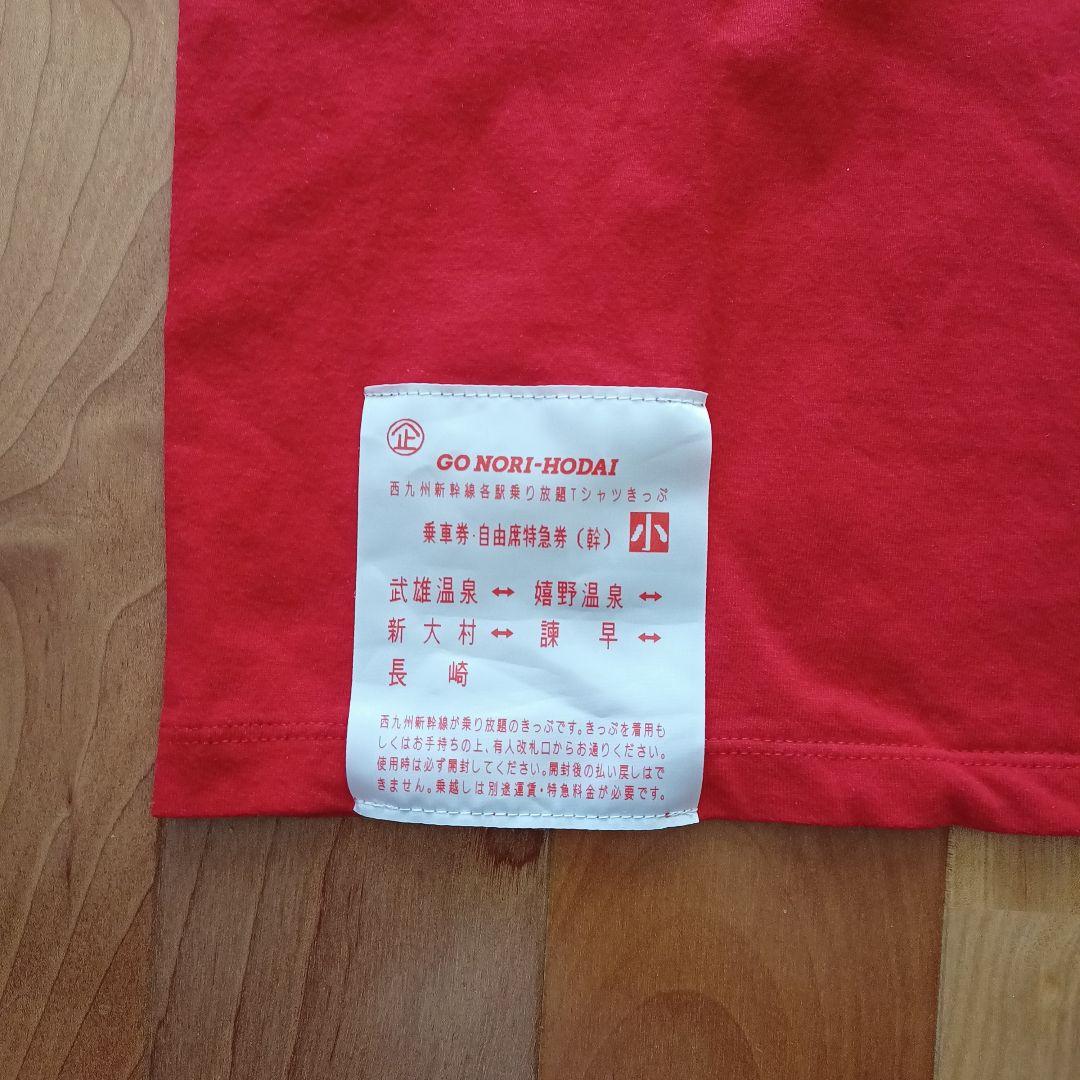 企
GO NORI-HODAI
西九州新幹線各駅乗り放題Tシャツきっぷ
乗車券・自由席特急券(幹) 小
武雄温泉 ↔ 嬉野温泉 ↔
新大村 ↔ 諫早 ↔
長崎
西九州新幹線が乗り放題のきっぷです。きっぷを着用も
しくはお手持ちの上、有人改札口からお通りください。
使用時は必ず開封してください。開封後の払い戻しはで
きません。乗越しは別途運賃・特急料金が必要です。